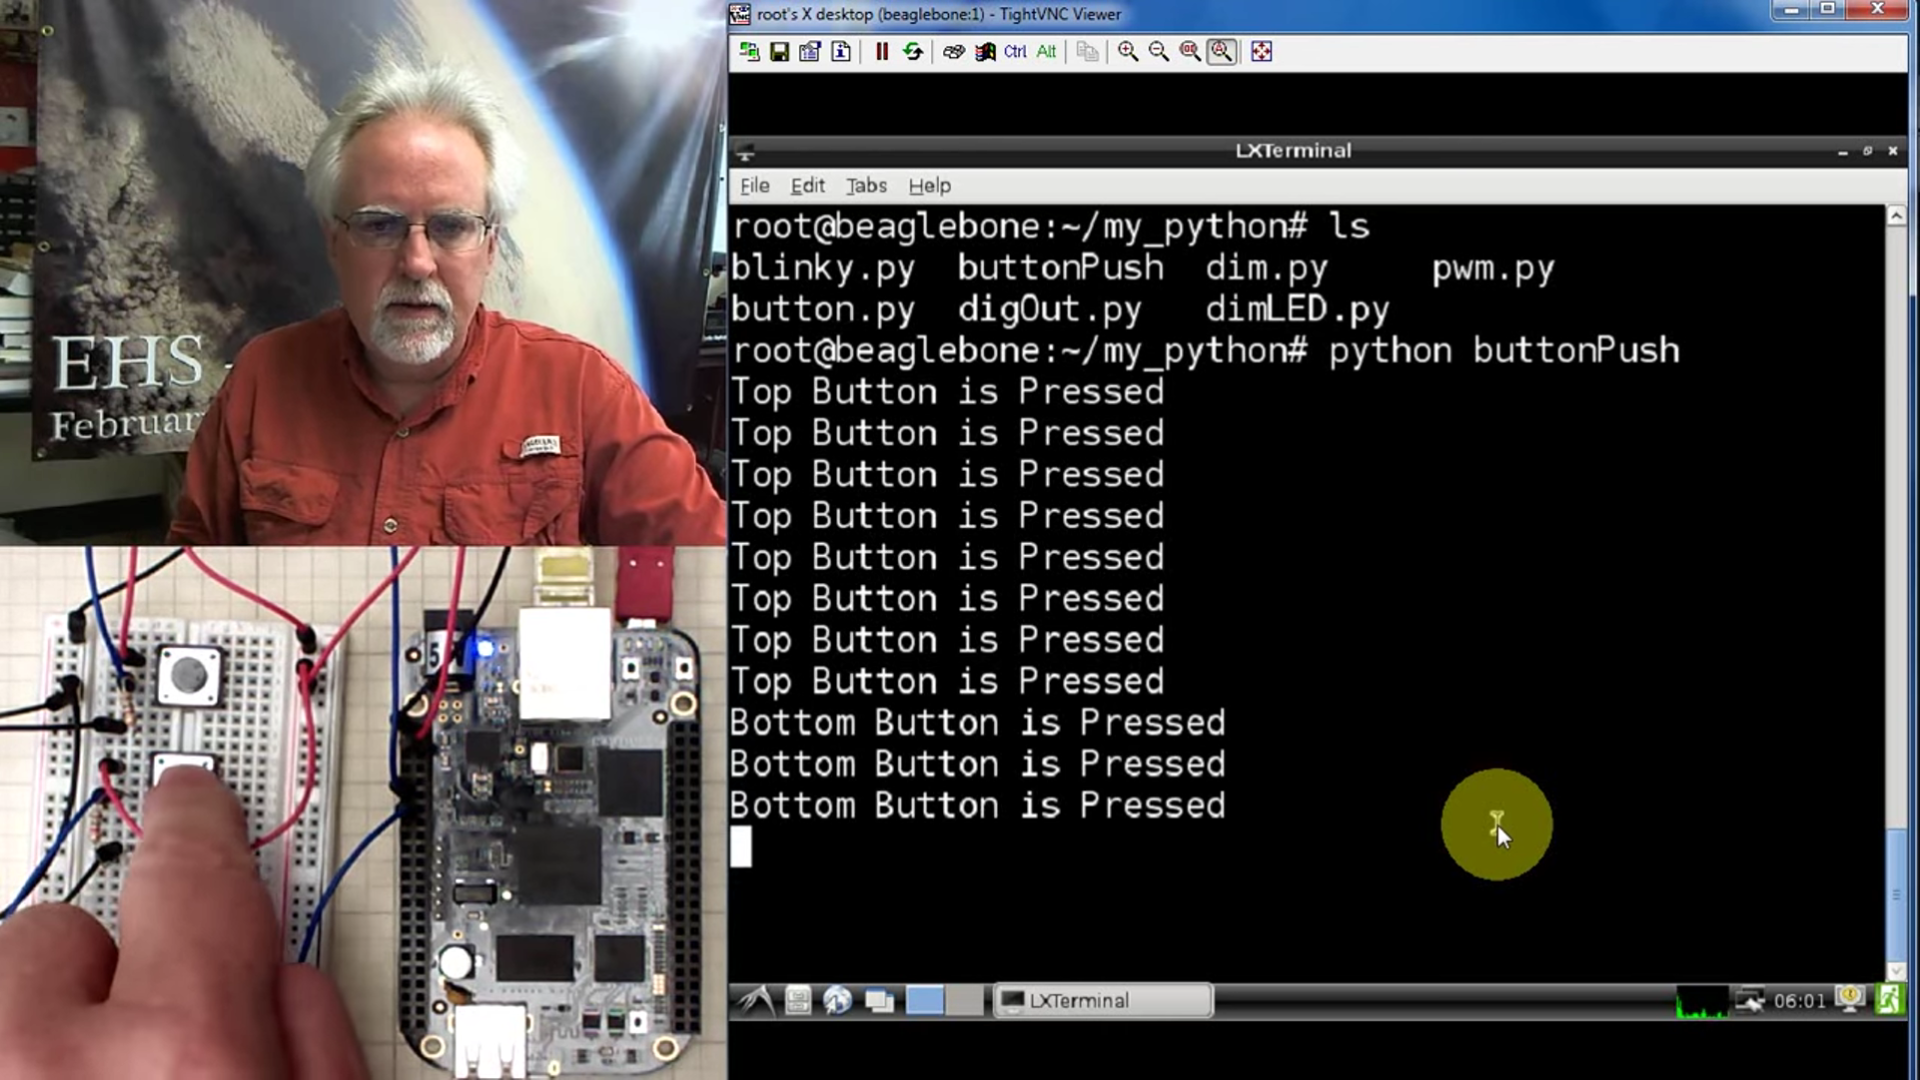 root's X desktop (beaglebone:1) - TightVNC Viewer
Ctrl Alt
LXTerminal
File Edit Tabs Help
root@beaglebone:~/my_python# ls
blinky.py buttonPush dim.py pwm.py
button.py digOut.py dimLED.py
root@beaglebone:~/my_python# python buttonPush
Top Button is Pressed
Top Button is Pressed
Top Button is Pressed
Top Button is Pressed
Top Button is Pressed
Top Button is Pressed
Top Button is Pressed
Top Button is Pressed
Bottom Button is Pressed
Bottom Button is Pressed
Bottom Button is Pressed
LXTerminal
06:01
EHS -
Februar
5